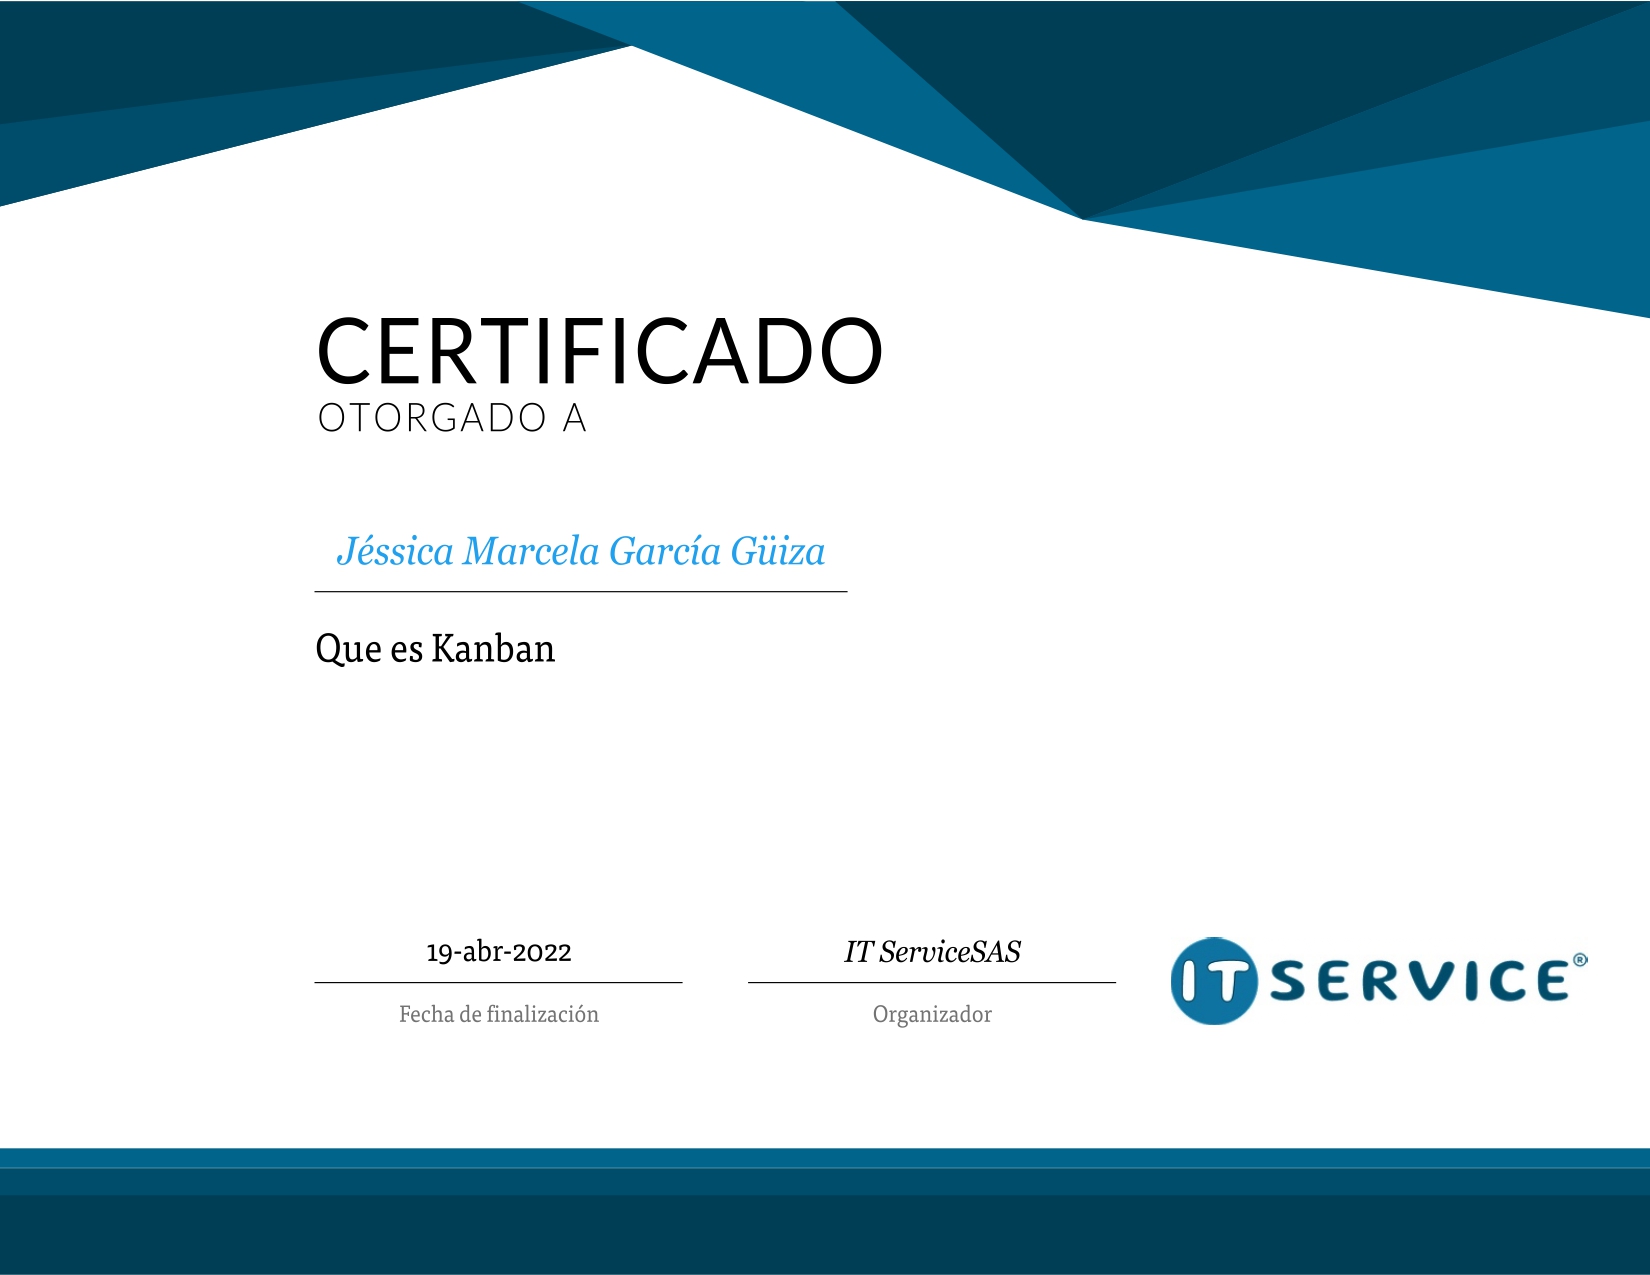 CERTIFICADO
OTORGADO A
Jéssica Marcela García Güiza
Que es Kanban
19-abr-2022
Fecha de finalización
IT ServiceSAS
Organizador
IT SERVICE®